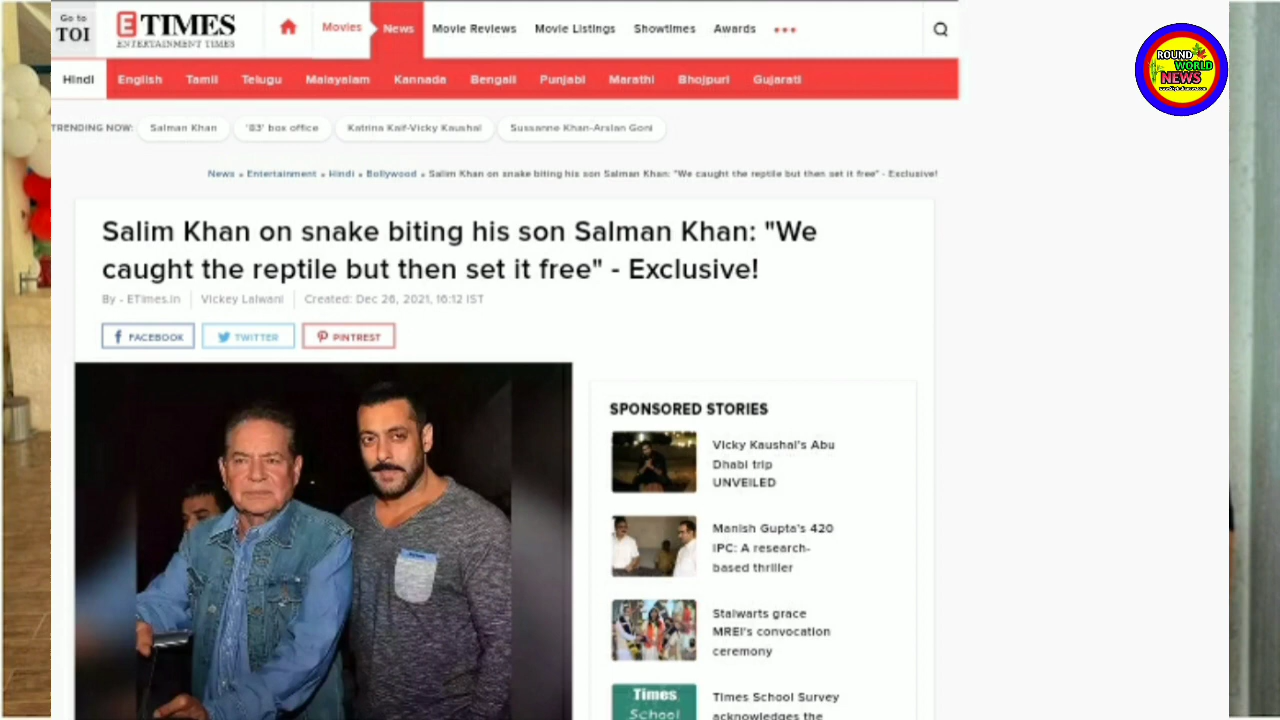 Go to
TOI
E TIMES
ENTERTAINMENT TIMES
Movies
News
Movie Reviews
Movie Listings
Showtimes
Awards
Hindi
English
Tamil
Telugu
Malayalam
Kannada
Bengali
Punjabi
Marathi
Bhojpuri
Gujarati
TRENDING NOW:
Salman Khan
'83' box office
Katrina Kaif-Vicky Kaushal
Sussanne Khan-Arslan Goni
News » Entertainment » Hindi » Bollywood » Salim Khan on snake biting his son Salman Khan: "We caught the reptile but then set it free" - Exclusive!
Salim Khan on snake biting his son Salman Khan: "We
caught the reptile but then set it free" - Exclusive!
By - ETimes.in
Vickey Lalwani
Created: Dec 26, 2021, 16:12 IST
FACEBOOK
TWITTER
PINTREST
SPONSORED STORIES
Vicky Kaushal's Abu
Dhabi trip
UNVEILED
Manish Gupta's 420
IPC: A research-
based thriller
Stalwarts grace
MREI's convocation
ceremony
Times
School
Times School Survey
acknowledges the
ROUND
WORLD
NEWS